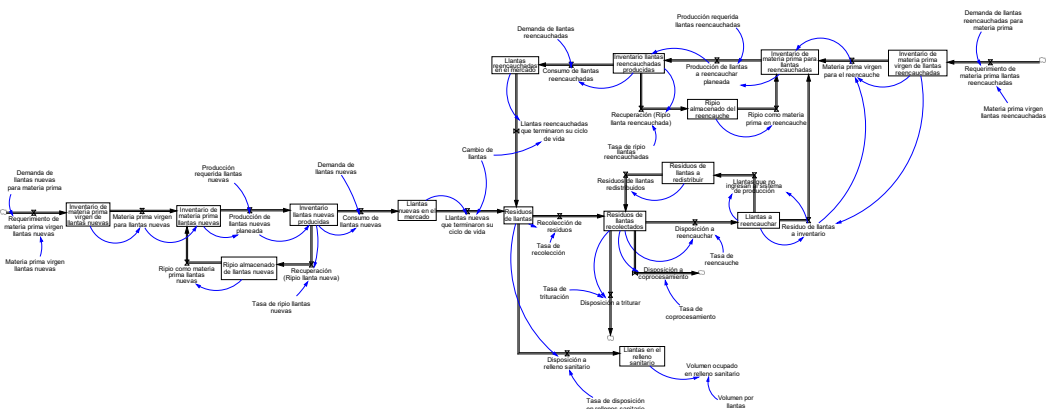 Demanda de llantas
reencauchadas para
materia prima
Producción requerida
llantas reencauchadas
Demanda de llantas
reencauchadas
Llantas
reencauchadas
en el mercado
Consumo de llantas
reencauchadas
Inventario llantas
reencauchadas
producidas
Producción de llantas
a reencauchar
planeada
Inventario de
materia prima para
llantas
reencauchadas
Materia prima virgen
para el reencauche
Inventario de
materia prima
virgen de llantas
reencauchadas
Requerimiento de
materia prima llantas
reencauchadas
Materia prima virgen
llantas reencauchadas
Ripio
almacenado del
reencauche
Recuperación (Ripio
llanta reencauchada)
Ripio como materia
prima en reencauche
Llantas reencauchadas
que terminaron su ciclo
de vida
Tasa de ripio
llantas
reencauchadas
Cambio de
llantas
Residuos de
llantas a
redistribuir
Residuos de llantas
redistribuidos
Llantas que no
ingresan al sistema
de producción
Demanda de
llantas nuevas
para materia prima
Producción
requerida llantas
nuevas
Demanda de
llantas nuevas
Requerimiento de
materia prima virgen
llantas nuevas
Inventario de
materia prima
virgen de
llantas nuevas
Materia prima virgen
para llantas nuevas
Inventario de
materia prima
llantas nuevas
Producción de
llantas nuevas
planeada
Inventario
llantas nuevas
producidas
Consumo de
llantas nuevas
Llantas
nuevas en el
mercado
Llantas nuevas
que terminaron su
ciclo de vida
Residuos
de llantas
Recolección de
residuos
Residuos de
llantas
recolectados
Disposición a
reencauchar
Llantas a
reencauchar
Residuo de llantas
a inventario
Tasa de
recolección
Tasa de
reencauche
Materia prima virgen
llantas nuevas
Ripio como materia
prima llantas
nuevas
Ripio almacenado
de llantas nuevas
Recuperación
(Ripio llanta nueva)
Disposición a
coprocesamiento
Tasa de ripio llantas
nuevas
Tasa de
trituración
Disposición a triturar
Tasa de
coprocesamiento
Disposición a
relleno sanitario
Llantas en el
relleno
sanitario
Volumen ocupado
en relleno sanitario
Tasa de disposición
en rellenos sanitario
Volumen por
llantas